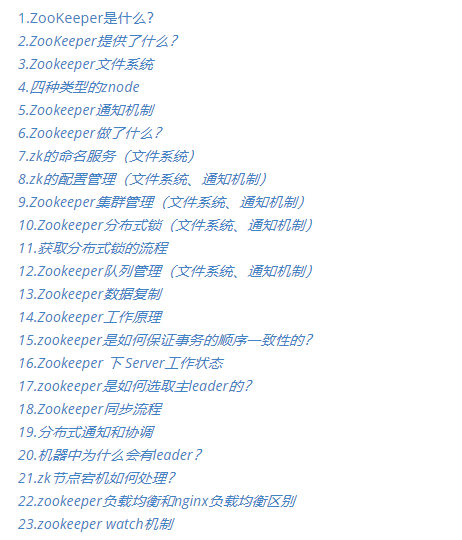 1.ZooKeeper是什么?
2.ZooKeeper提供了什么?
3.Zookeeper文件系统
4.四种类型的znode
5.Zookeeper通知机制
6.Zookeeper做了什么?
7.zk的命名服务（文件系统）
8.zk的配置管理（文件系统、通知机制）
9.Zookeeper集群管理（文件系统、通知机制）
10.Zookeeper分布式锁（文件系统、通知机制）
11.获取分布式锁的流程
12.Zookeeper队列管理（文件系统、通知机制）
13.Zookeeper数据复制
14.Zookeeper工作原理
15.zookeeper是如何保证事务的顺序一致性的?
16.Zookeeper 下 Server工作状态
17.zookeeper是如何选取主leader的?
18.Zookeeper同步流程
19.分布式通知和协调
20.机器中为什么会有leader?
21.zk节点宕机如何处理?
22.zookeeper负载均衡和nginx负载均衡区别
23.zookeeper watch机制